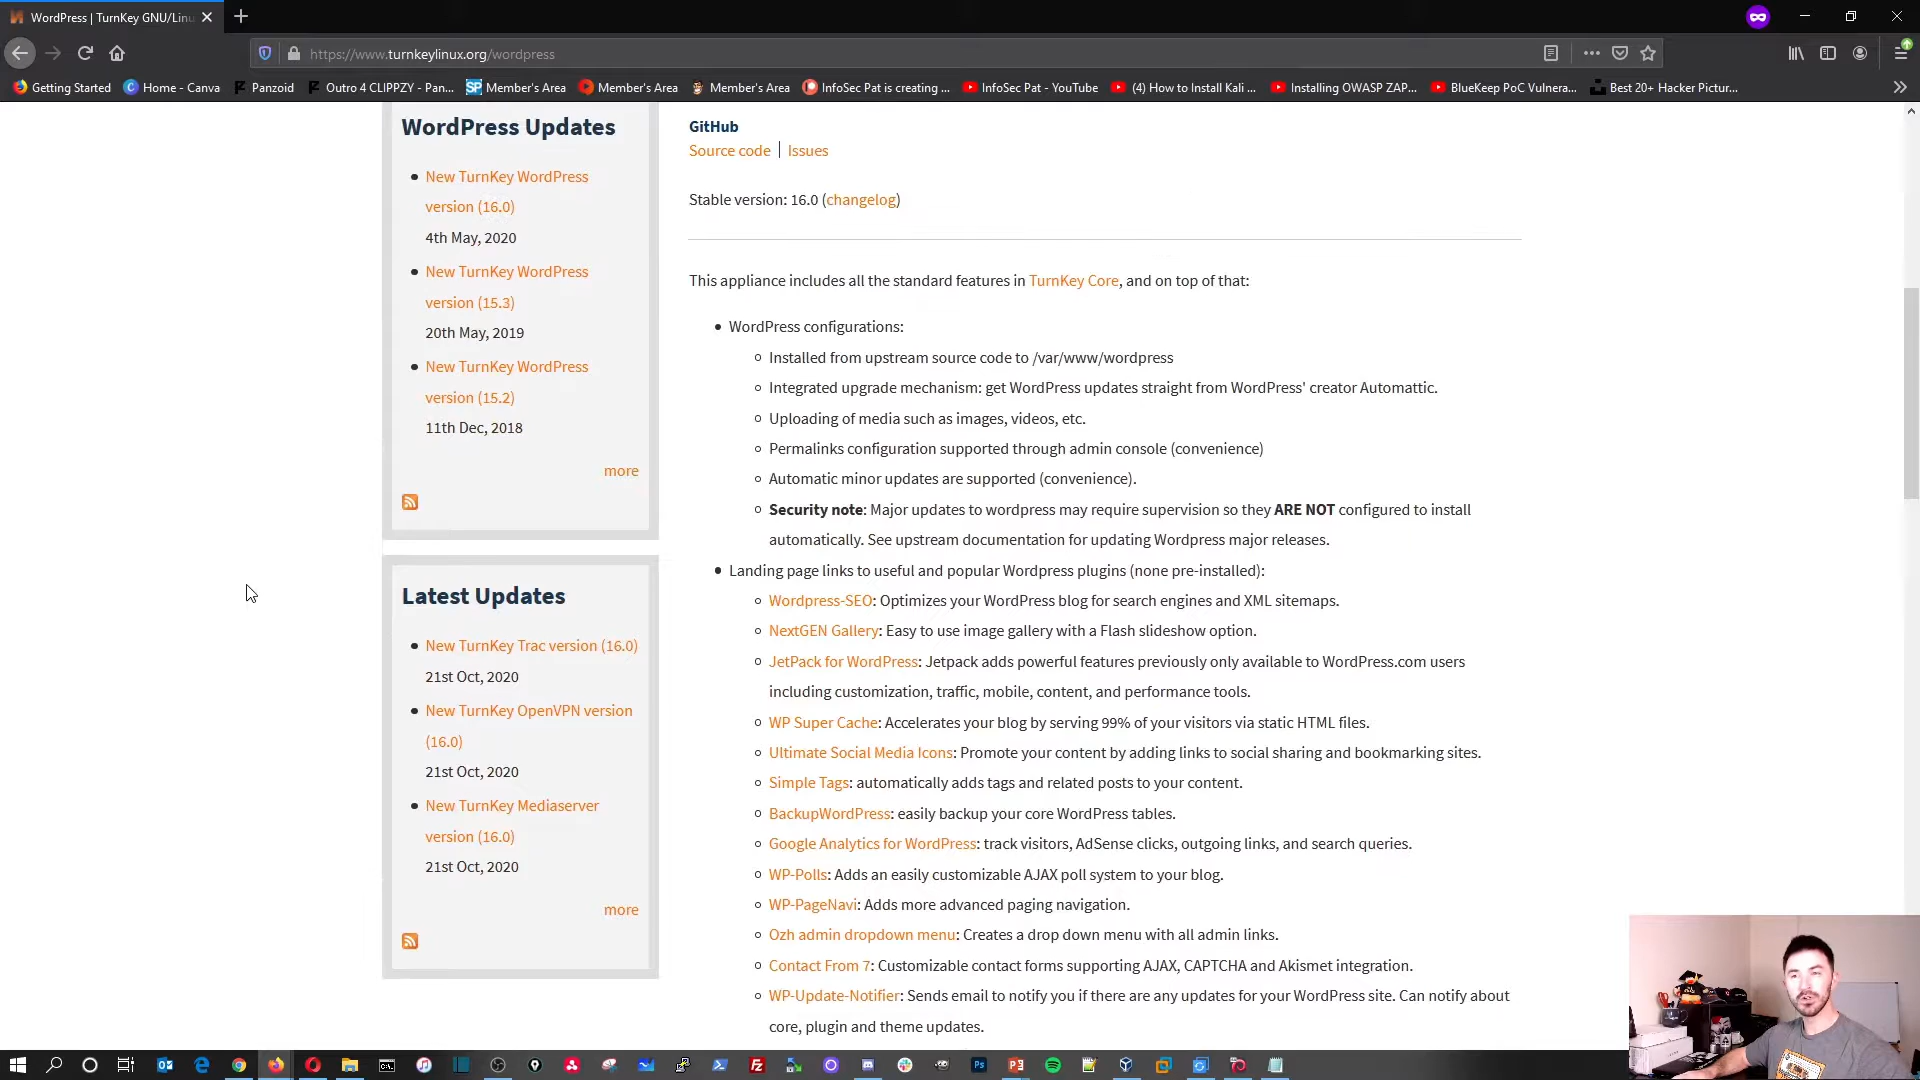 WordPress | TurnKey GNU/Linu
https://www.turnkeylinux.org/wordpress
Getting Started
Home - Canva
Panzoid
Outro 4 CLIPPZY - Pan...
Member's Area
Member's Area
Member's Area
InfoSec Pat is creating ...
InfoSec Pat - YouTube
(4) How to Install Kali ...
Installing OWASP ZAP...
BlueKeep PoC Vulnera...
Best 20+ Hacker Pictur...
WordPress Updates
New TurnKey WordPress
version (16.0)
4th May, 2020
New TurnKey WordPress
version (15.3)
20th May, 2019
New TurnKey WordPress
version (15.2)
11th Dec, 2018
more
Latest Updates
New TurnKey Trac version (16.0)
21st Oct, 2020
New TurnKey OpenVPN version
(16.0)
21st Oct, 2020
New TurnKey Mediaserver
version (16.0)
21st Oct, 2020
more
GitHub
Source code | Issues
Stable version: 16.0 (changelog)
This appliance includes all the standard features in TurnKey Core, and on top of that:
WordPress configurations:
Installed from upstream source code to /var/www/wordpress
Integrated upgrade mechanism: get WordPress updates straight from WordPress' creator Automattic.
Uploading of media such as images, videos, etc.
Permalinks configuration supported through admin console (convenience)
Automatic minor updates are supported (convenience).
Security note: Major updates to wordpress may require supervision so they ARE NOT configured to install
automatically. See upstream documentation for updating Wordpress major releases.
Landing page links to useful and popular Wordpress plugins (none pre-installed):
Wordpress-SEO: Optimizes your WordPress blog for search engines and XML sitemaps.
NextGEN Gallery: Easy to use image gallery with a Flash slideshow option.
JetPack for WordPress: Jetpack adds powerful features previously only available to WordPress.com users
including customization, traffic, mobile, content, and performance tools.
WP Super Cache: Accelerates your blog by serving 99% of your visitors via static HTML files.
Ultimate Social Media Icons: Promote your content by adding links to social sharing and bookmarking sites.
Simple Tags: automatically adds tags and related posts to your content.
BackupWordPress: easily backup your core WordPress tables.
Google Analytics for WordPress: track visitors, AdSense clicks, outgoing links, and search queries.
WP-Polls: Adds an easily customizable AJAX poll system to your blog.
WP-PageNavi: Adds more advanced paging navigation.
Ozh admin dropdown menu: Creates a drop down menu with all admin links.
Contact From 7: Customizable contact forms supporting AJAX, CAPTCHA and Akismet integration.
WP-Update-Notifier: Sends email to notify you if there are any updates for your WordPress site. Can notify about
core, plugin and theme updates.